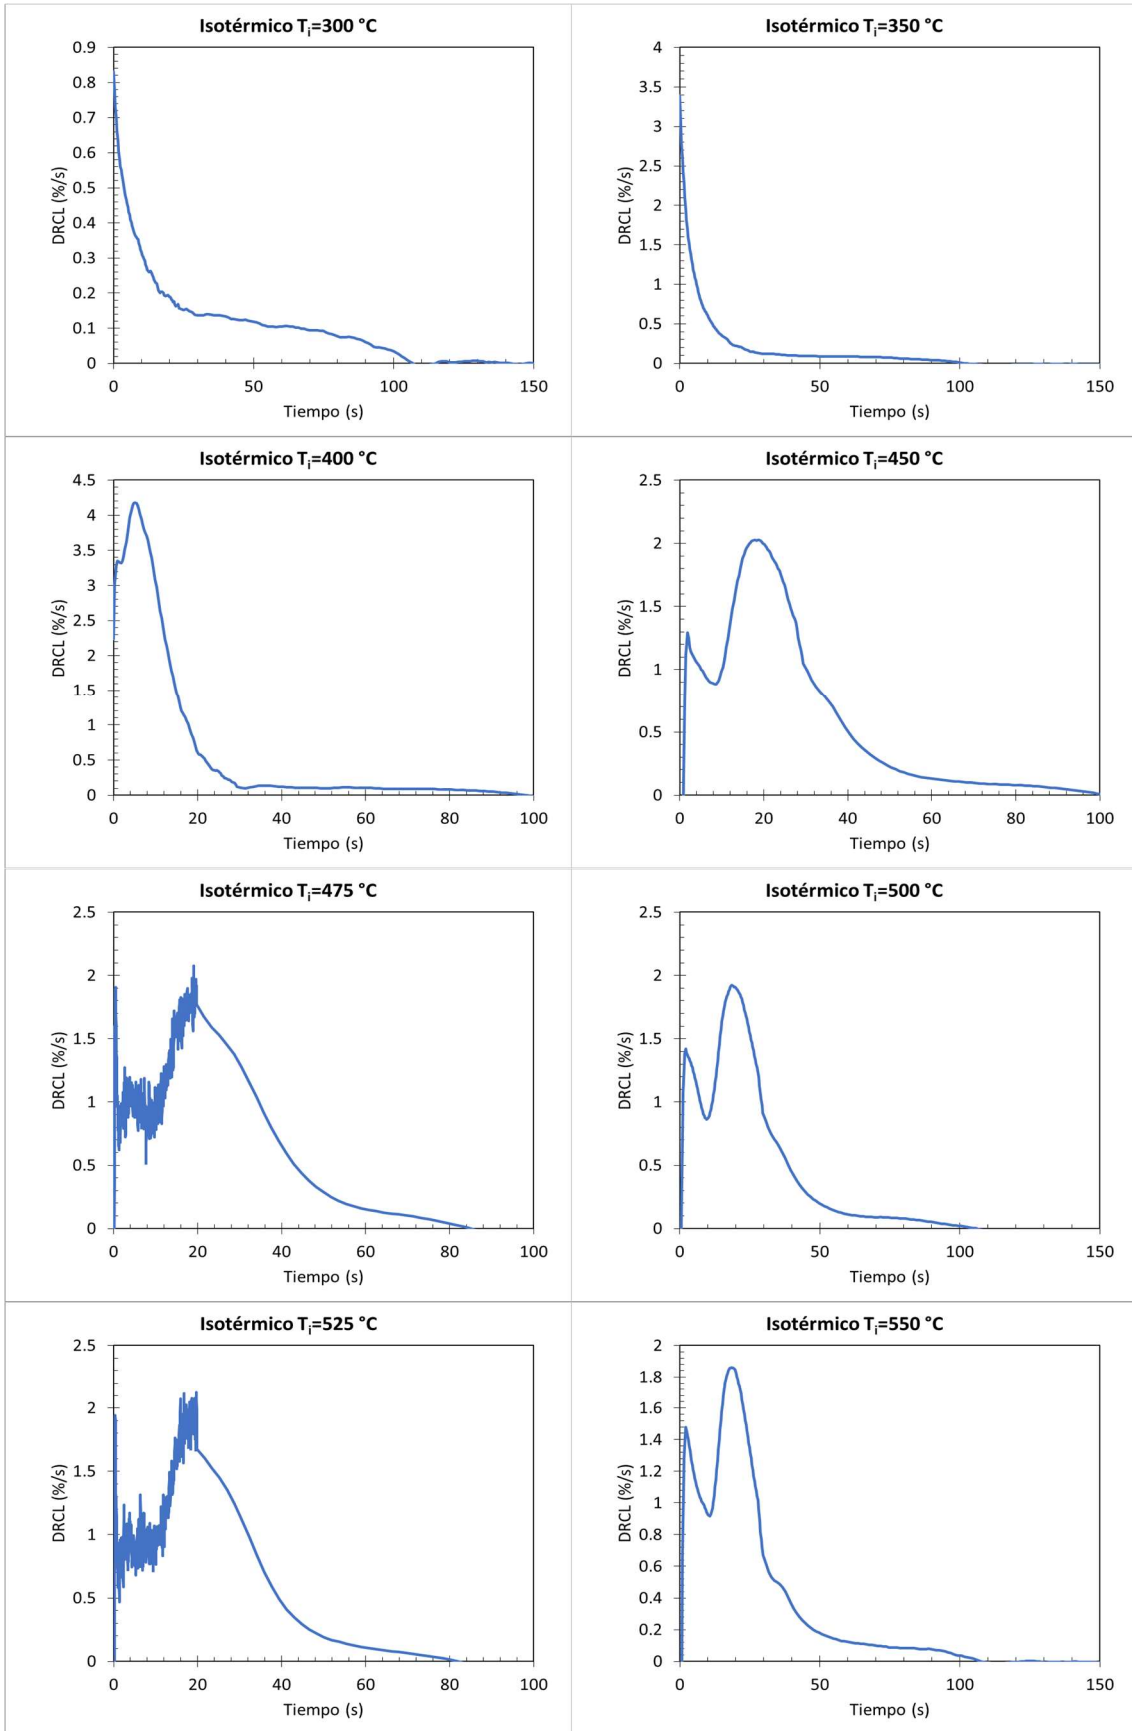 Isotérmico Ti=300 °C
0.9
0.8
0.7
0.6
0.5
0.4
0.3
0.2
0.1
0
DRCL (%/s)
0 50 100 150
Tiempo (s)
Isotérmico Ti=350 °C
4
3.5
3
2.5
2
1.5
1
0.5
0
DRCL (%/s)
0 50 100 150
Tiempo (s)
Isotérmico Ti=400 °C
4.5
4
3.5
3
2.5
2
1.5
1
0.5
0
DRCL (%/s)
0 20 40 60 80 100
Tiempo (s)
Isotérmico Ti=450 °C
2.5
2
1.5
1
0.5
0
DRCL (%/s)
0 20 40 60 80 100
Tiempo (s)
Isotérmico Ti=475 °C
2.5
2
1.5
1
0.5
0
DRCL (%/s)
0 20 40 60 80 100
Tiempo (s)
Isotérmico Ti=500 °C
2.5
2
1.5
1
0.5
0
DRCL (%/s)
0 50 100 150
Tiempo (s)
Isotérmico Ti=525 °C
2.5
2
1.5
1
0.5
0
DRCL (%/s)
0 20 40 60 80 100
Tiempo (s)
Isotérmico Ti=550 °C
2
1.8
1.6
1.4
1.2
1
0.8
0.6
0.4
0.2
0
DRCL (%/s)
0 50 100 150
Tiempo (s)